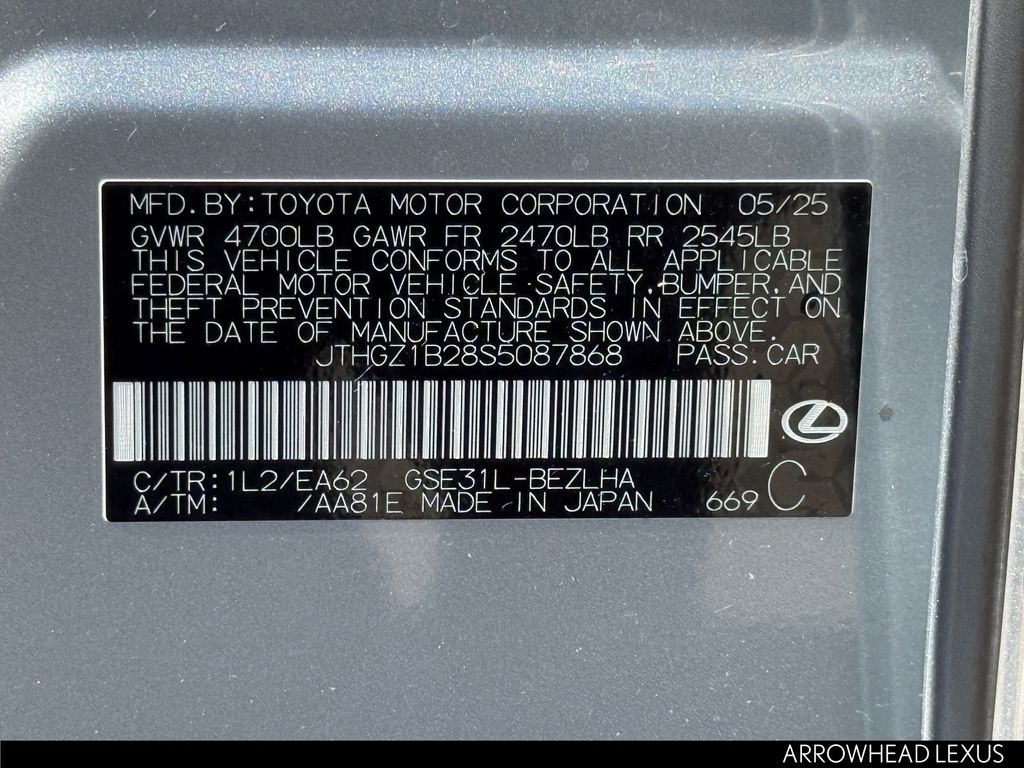 MFD.BY:TOYOTA MOTOR CORPORATION 05/25
GVWR 4700LB GAWR FR 2470LB RR 2545LB
THIS VEHICLE CONFORMS TO ALL APPLICABLE
FEDERAL MOTOR VEHICLE SAFETY,BUMPER,AND
THEFT PREVENTION STANDARDS IN EFFECT ON
THE DATE OF MANUFACTURE SHOWN ABOVE.
JTHGZ1B28S5087868 PASS.CAR
C/TR:1L2/EA62 GSE31L-BEZLHA
A/TM: /AA81E MADE IN JAPAN 669 C
ARROWHEAD LEXUS